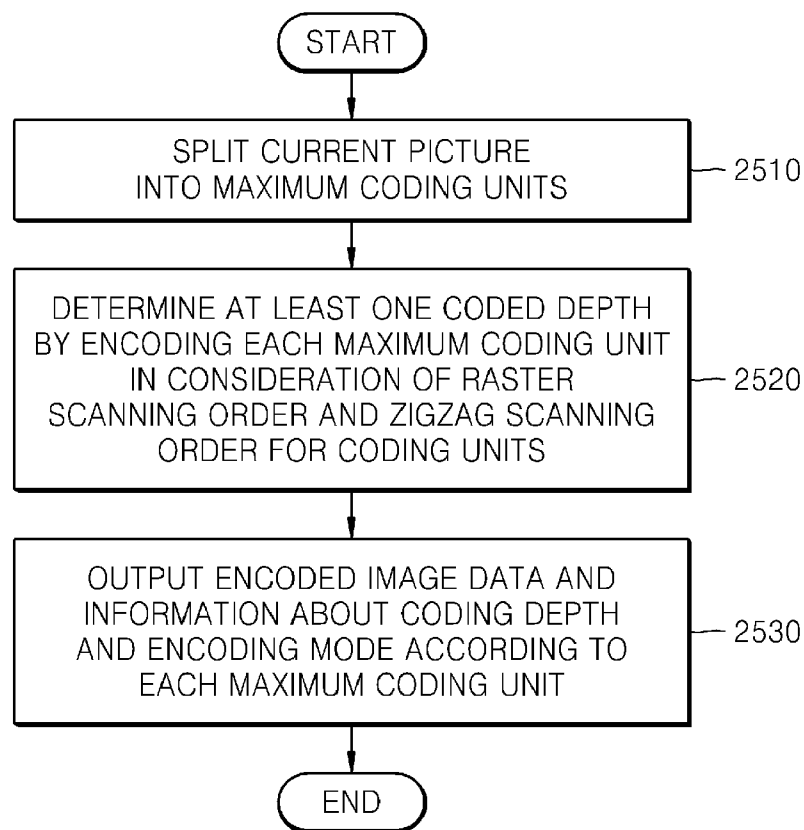 START
SPLIT CURRENT PICTURE
INTO MAXIMUM CODING UNITS
2510
DETERMINE AT LEAST ONE CODED DEPTH
BY ENCODING EACH MAXIMUM CODING UNIT
IN CONSIDERATION OF RASTER
SCANNING ORDER AND ZIGZAG SCANNING
ORDER FOR CODING UNITS
2520
OUTPUT ENCODED IMAGE DATA AND
INFORMATION ABOUT CODING DEPTH
AND ENCODING MODE ACCORDING TO
EACH MAXIMUM CODING UNIT
2530
END